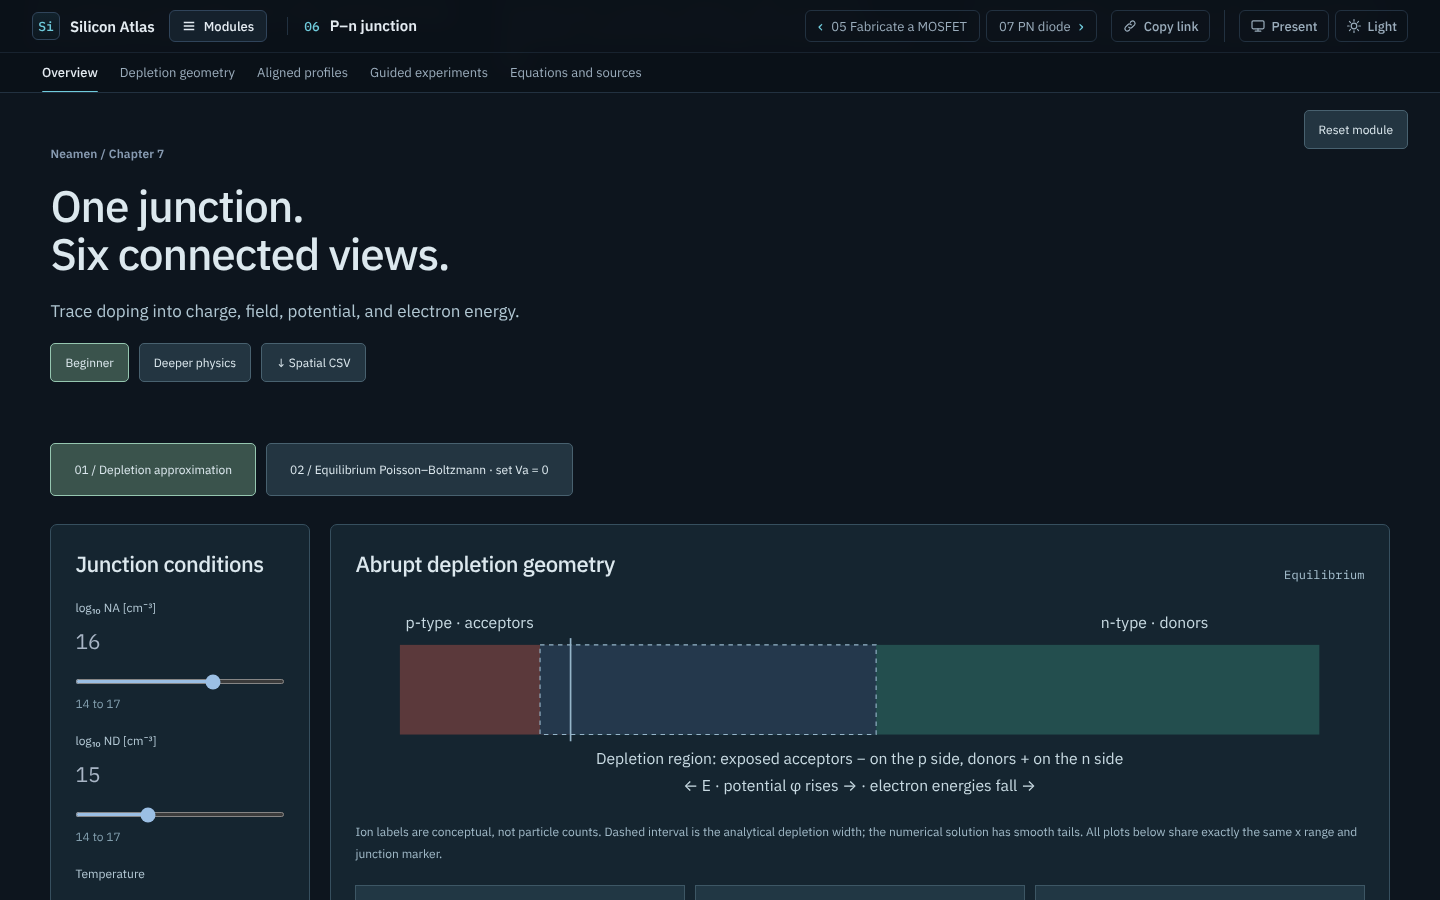 Si Silicon Atlas Modules 06 P–n junction ‹ 05 Fabricate a MOSFET 07 PN diode › Copy link Present Light
Overview Depletion geometry Aligned profiles Guided experiments Equations and sources
Reset module
Neamen / Chapter 7
One junction.
Six connected views.
Trace doping into charge, field, potential, and electron energy.
Beginner Deeper physics ↓ Spatial CSV
01 / Depletion approximation 02 / Equilibrium Poisson–Boltzmann · set Va = 0
Junction conditions
log₁₀ NA [cm⁻³]
16
14 to 17
log₁₀ ND [cm⁻³]
15
14 to 17
Temperature
Abrupt depletion geometry
Equilibrium
p-type · acceptors n-type · donors
Depletion region: exposed acceptors − on the p side, donors + on the n side
← E · potential φ rises → · electron energies fall →
Ion labels are conceptual, not particle counts. Dashed interval is the analytical depletion width; the numerical solution has smooth tails. All plots below share exactly the same x range and
junction marker.